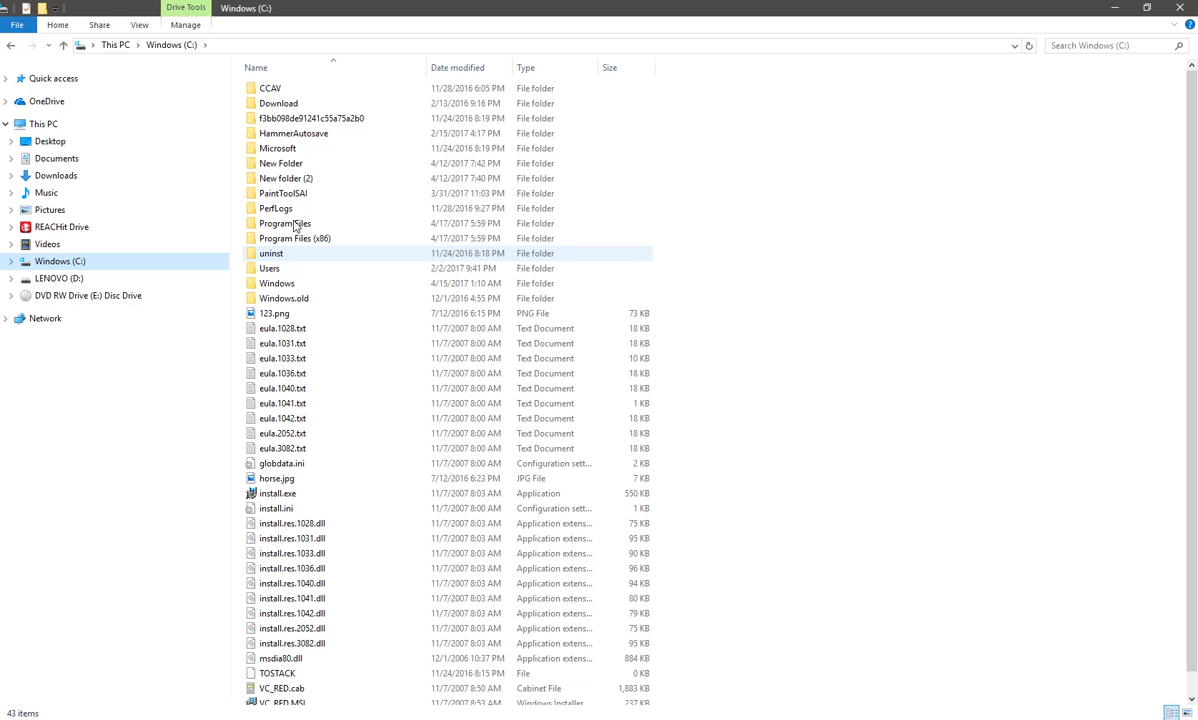 Drive Tools Windows (C:)
File Home Share View Manage
This PC Windows (C:) Search Windows (C:)
Name Date modified Type Size
Quick access
OneDrive
This PC
Desktop
Documents
Downloads
Music
Pictures
REACHit Drive
Videos
Windows (C:)
LENOVO (D:)
DVD RW Drive (E:) Disc Drive
Network
CCAV 11/28/2016 6:05 PM File folder
Download 2/13/2016 9:16 PM File folder
f3bb098de91241c55a75a2b0 11/24/2016 8:19 PM File folder
HammerAutosave 2/15/2017 4:17 PM File folder
Microsoft 11/24/2016 8:19 PM File folder
New Folder 4/12/2017 7:42 PM File folder
New folder (2) 4/12/2017 7:40 PM File folder
PaintToolSAI 3/31/2017 11:03 PM File folder
PerfLogs 11/28/2016 9:27 PM File folder
Program Files 4/17/2017 5:59 PM File folder
Program Files (x86) 4/17/2017 5:59 PM File folder
uninst 11/24/2016 8:18 PM File folder
Users 2/2/2017 9:41 PM File folder
Windows 4/15/2017 1:10 AM File folder
Windows.old 12/1/2016 4:55 PM File folder
123.png 7/12/2016 6:15 PM PNG File 73 KB
eula.1028.txt 11/7/2007 8:00 AM Text Document 18 KB
eula.1031.txt 11/7/2007 8:00 AM Text Document 18 KB
eula.1033.txt 11/7/2007 8:00 AM Text Document 10 KB
eula.1036.txt 11/7/2007 8:00 AM Text Document 18 KB
eula.1040.txt 11/7/2007 8:00 AM Text Document 18 KB
eula.1041.txt 11/7/2007 8:00 AM Text Document 1 KB
eula.1042.txt 11/7/2007 8:00 AM Text Document 18 KB
eula.2052.txt 11/7/2007 8:00 AM Text Document 18 KB
eula.3082.txt 11/7/2007 8:00 AM Text Document 18 KB
globdata.ini 11/7/2007 8:00 AM Configuration sett... 2 KB
horse.jpg 7/12/2016 6:23 PM JPG File 7 KB
install.exe 11/7/2007 8:03 AM Application 550 KB
install.ini 11/7/2007 8:00 AM Configuration sett... 1 KB
install.res.1028.dll 11/7/2007 8:03 AM Application extens... 75 KB
install.res.1031.dll 11/7/2007 8:03 AM Application extens... 95 KB
install.res.1033.dll 11/7/2007 8:03 AM Application extens... 90 KB
install.res.1036.dll 11/7/2007 8:03 AM Application extens... 96 KB
install.res.1040.dll 11/7/2007 8:03 AM Application extens... 94 KB
install.res.1041.dll 11/7/2007 8:03 AM Application extens... 80 KB
install.res.1042.dll 11/7/2007 8:03 AM Application extens... 79 KB
install.res.2052.dll 11/7/2007 8:03 AM Application extens... 75 KB
install.res.3082.dll 11/7/2007 8:03 AM Application extens... 95 KB
msdia80.dll 12/1/2006 10:37 PM Application extens... 884 KB
TOSTACK 11/24/2016 8:15 PM File 0 KB
VC_RED.cab 11/7/2007 8:50 AM Cabinet File 1,883 KB
VC_RED.MSI 11/7/2007 8:53 AM Windows Installer 237 KB
43 items